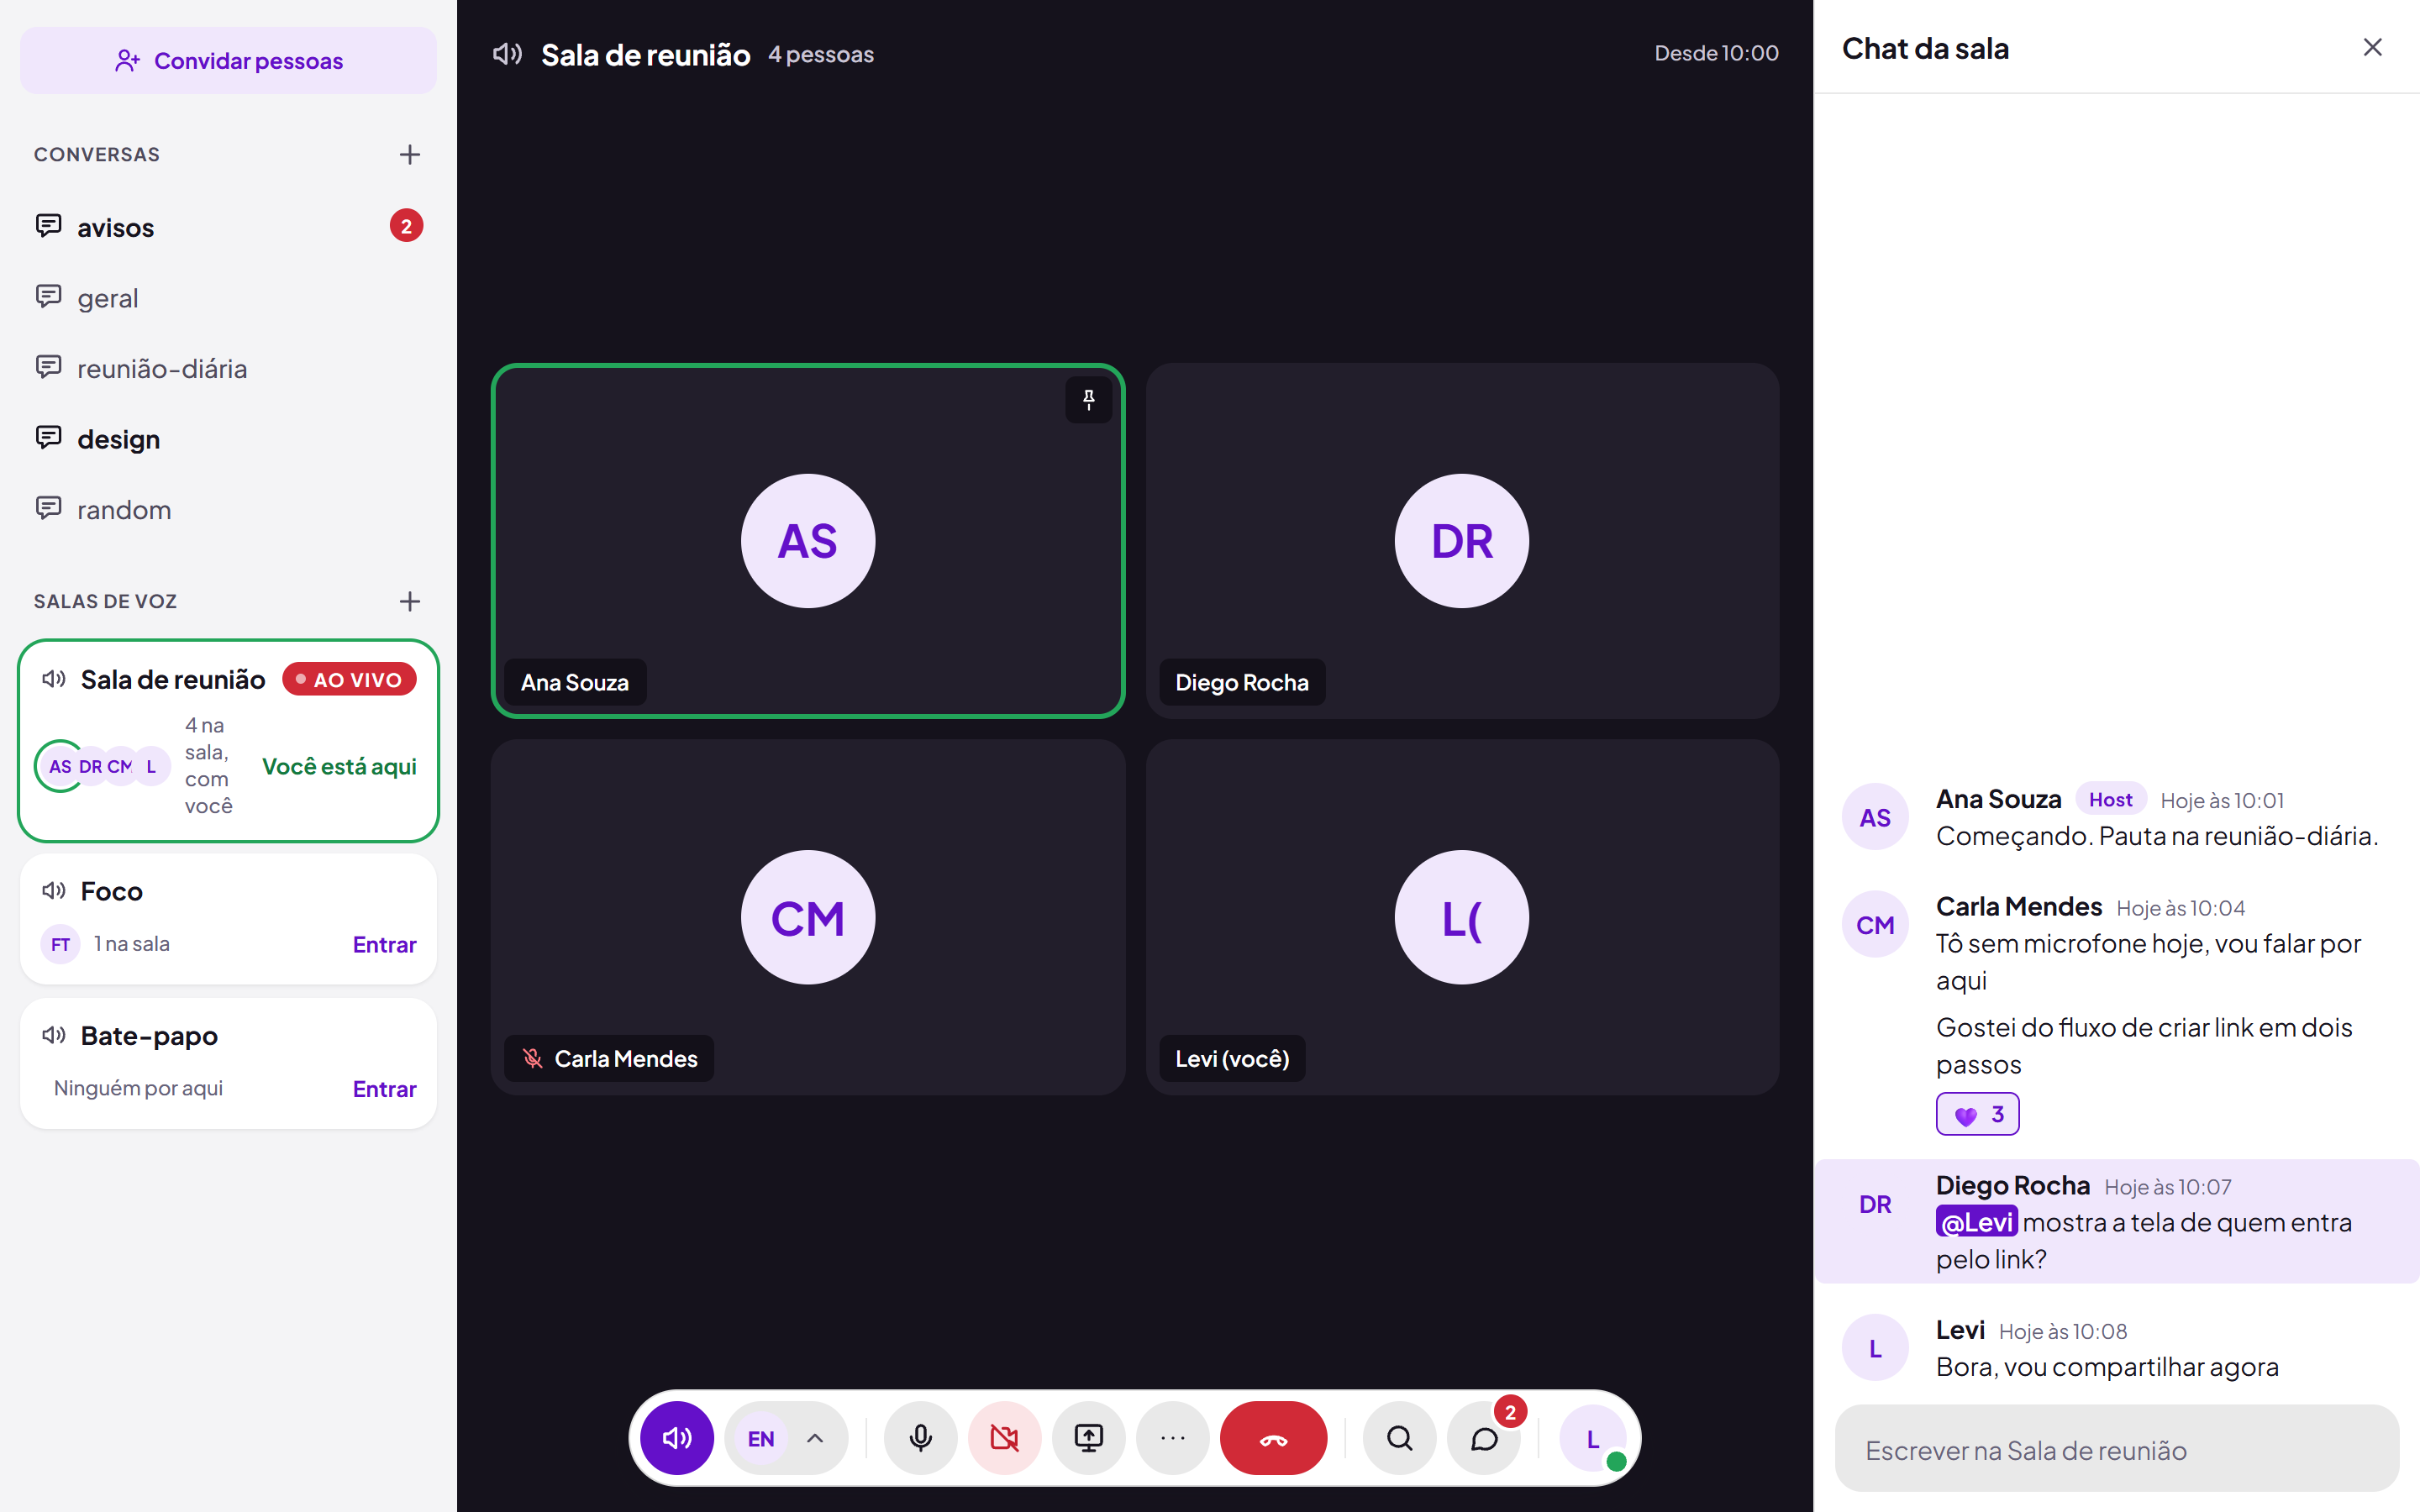 Convidar pessoas
CONVERSAS
avisos 2
geral
reunião-diária
design
random
SALAS DE VOZ
Sala de reunião AO VIVO
AS DR CM L
4 na
sala,
com
você
Você está aqui
Foco
FT 1 na sala Entrar
Bate-papo
Ninguém por aqui Entrar
Sala de reunião 4 pessoas Desde 10:00
AS
Ana Souza
DR
Diego Rocha
CM
Carla Mendes
L(
Levi (você)
EN
2
L
Chat da sala
AS
Ana Souza Host Hoje às 10:01
Começando. Pauta na reunião-diária.
CM
Carla Mendes Hoje às 10:04
Tô sem microfone hoje, vou falar por
aqui
Gostei do fluxo de criar link em dois
passos
💜 3
DR
Diego Rocha Hoje às 10:07
@Levi mostra a tela de quem entra
pelo link?
L
Levi Hoje às 10:08
Bora, vou compartilhar agora
Escrever na Sala de reunião